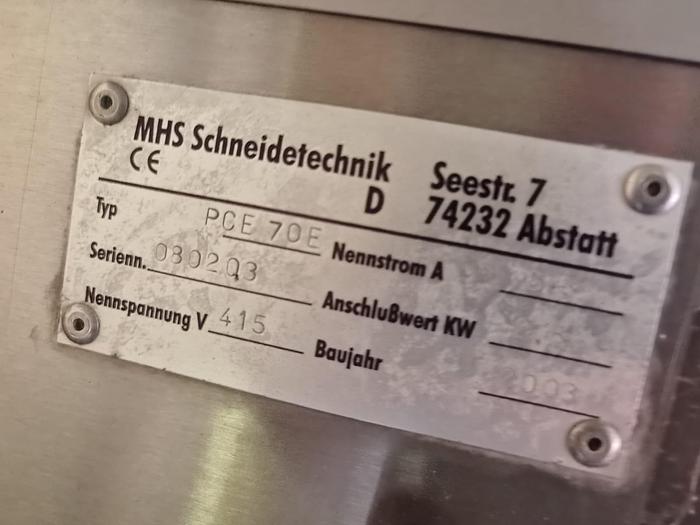 MHS Schneidetechnik Seestr. 7
CE D 74232 Abstatt
Typ PCE 70E Nennstrom A
Serienn. 080203 Anschlußwert KW
Nennspannung V 415 Baujahr 2003